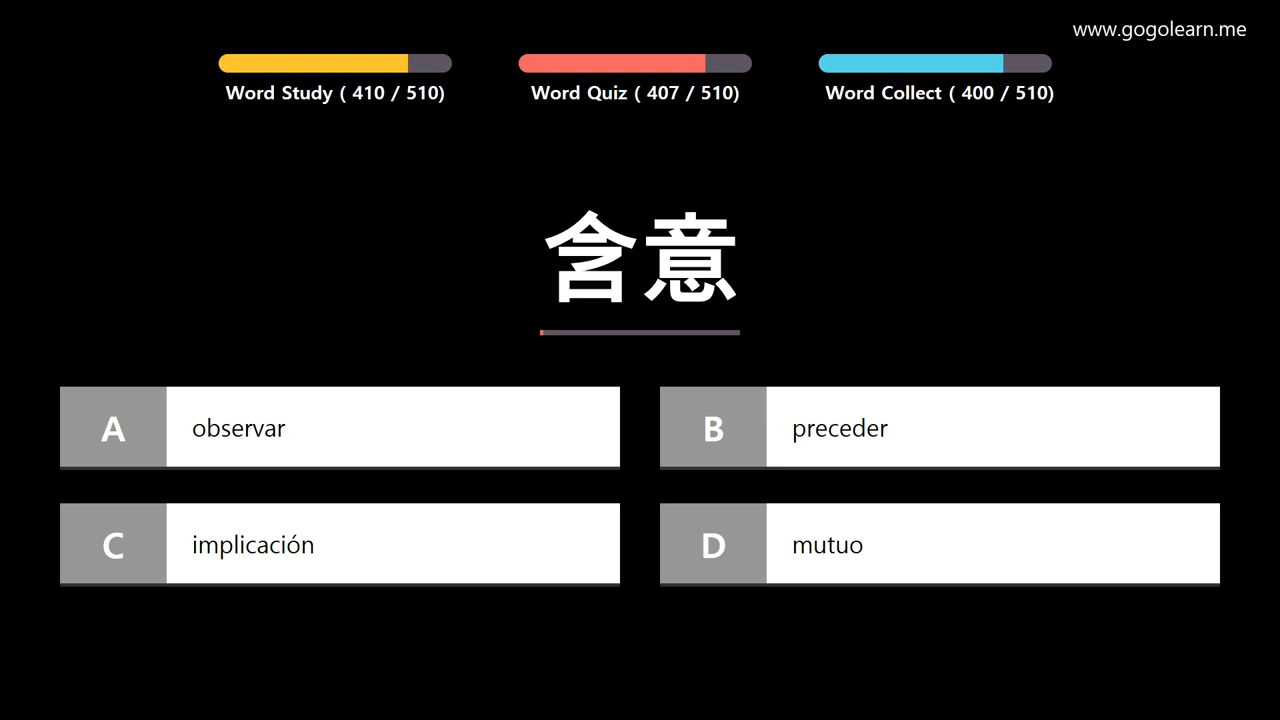 www.gogolearn.me
Word Study ( 410 / 510)
Word Quiz ( 407 / 510)
Word Collect ( 400 / 510)
含意
A observar
B preceder
C implicación
D mutuo